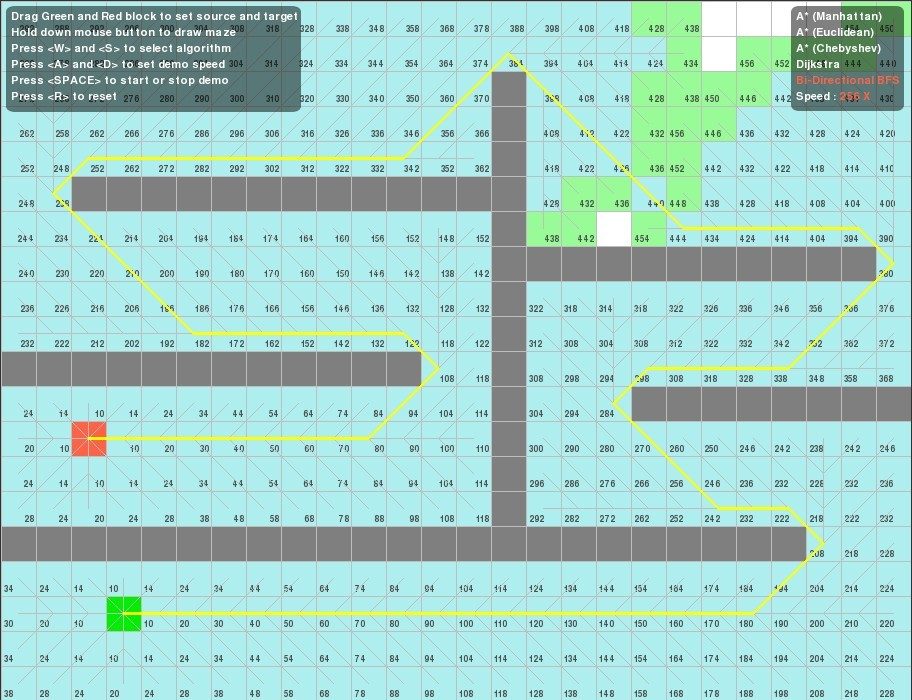 Drag Green and Red block to set source and target
Hold down mouse button to draw maze
Press <W> and <S> to select algorithm
Press <A> and <D> to set demo speed
Press <SPACE> to start or stop demo
Press <R> to reset
A* (Manhattan)
A* (Euclidean)
A* (Chebyshev)
Dijkstra
Bi-Directional BFS
Speed : 256 X
338 348 358 368 378 388 398 408 418 428 438
334 344 354 364 374 384 394 404 414 424 434 456
330 340 350 360 370 398 408 418 428 438 450 446
262 258 262 266 276 286 296 306 316 326 336 346 356 366 408 412 422 432 456 446 436 432 428 424 420
252 248 252 262 272 282 292 302 312 322 332 342 352 362 418 422 426 436 452 442 432 422 418 414 410
248 238 428 432 436 440 448 438 428 418 408 404 400
244 234 224 214 204 194 184 174 160 156 152 148 152 438 442 454 444 434 424 414 404 394 390
240 230 220 210 200 190 180 170 160 150 146 142 138 142 380
236 226 216 206 196 186 176 166 156 146 136 132 128 132 322 318 314 318 322 326 336 346 356 366 376
232 222 212 202 192 182 172 162 152 142 132 122 118 122 312 308 304 308 312 322 332 342 352 362 372
108 118 308 298 294 298 308 318 328 338 348 358 368
24 14 10 14 24 34 44 54 64 74 84 94 104 114 304 294 284
20 10 10 20 30 40 50 60 70 80 90 100 110 300 290 280 270 260 250 240 236 232 242 246
24 14 10 14 24 34 44 54 64 74 84 94 104 114 296 286 276 266 256 246 236 232 228 232 236
28 24 20 24 28 38 48 58 68 78 88 98 108 118 292 282 272 262 252 242 232 222 218 222 232
208 218 228
34 24 14 10 14 24 34 44 54 64 74 84 94 104 114 124 134 144 154 164 174 184 194 204 214 224
30 20 10 10 20 30 40 50 60 70 80 90 100 110 120 130 140 150 160 170 180 190 200 210 220
34 24 14 10 14 24 34 44 54 64 74 84 94 104 114 124 134 144 154 164 174 184 194 204 214 224
38 28 24 20 24 28 38 48 58 68 78 88 98 108 118 128 138 148 158 168 178 188 198 208 218 228